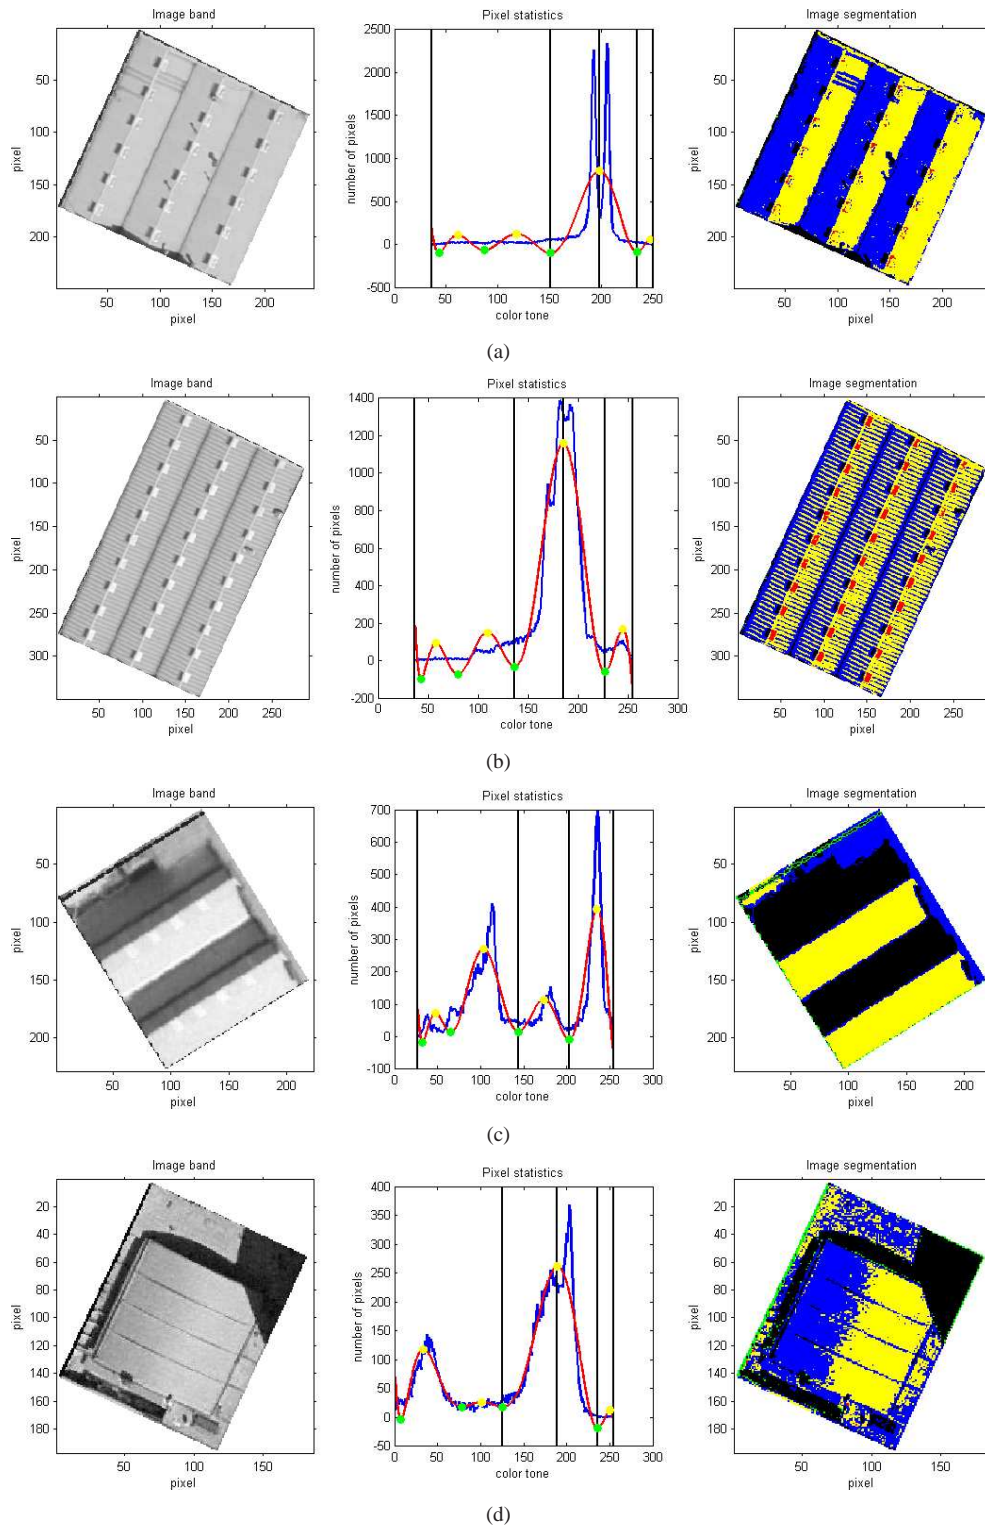 Image band
50
100
150
200
pixel
50 100 150 200
pixel
Pixel statistics
2500
2000
1500
1000
500
0
-500
number of pixels
0 50 100 150 200 250
color tone
Image segmentation
50
100
150
200
pixel
50 100 150 200
pixel
(a)
Image band
50
100
150
200
250
300
pixel
50 100 150 200 250
pixel
Pixel statistics
1400
1200
1000
800
600
400
200
0
-200
number of pixels
0 50 100 150 200 250 300
color tone
Image segmentation
50
100
150
200
250
300
pixel
50 100 150 200 250
pixel
(b)
Image band
50
100
150
200
pixel
50 100 150 200
pixel
Pixel statistics
700
600
500
400
300
200
100
0
-100
number of pixels
0 50 100 150 200 250 300
color tone
Image segmentation
50
100
150
200
pixel
50 100 150 200
pixel
(c)
Image band
20
40
60
80
100
120
140
160
180
pixel
50 100 150
pixel
Pixel statistics
400
350
300
250
200
150
100
50
0
-50
number of pixels
0 50 100 150 200 250 300
color tone
Image segmentation
20
40
60
80
100
120
140
160
180
pixel
50 100 150
pixel
(d)